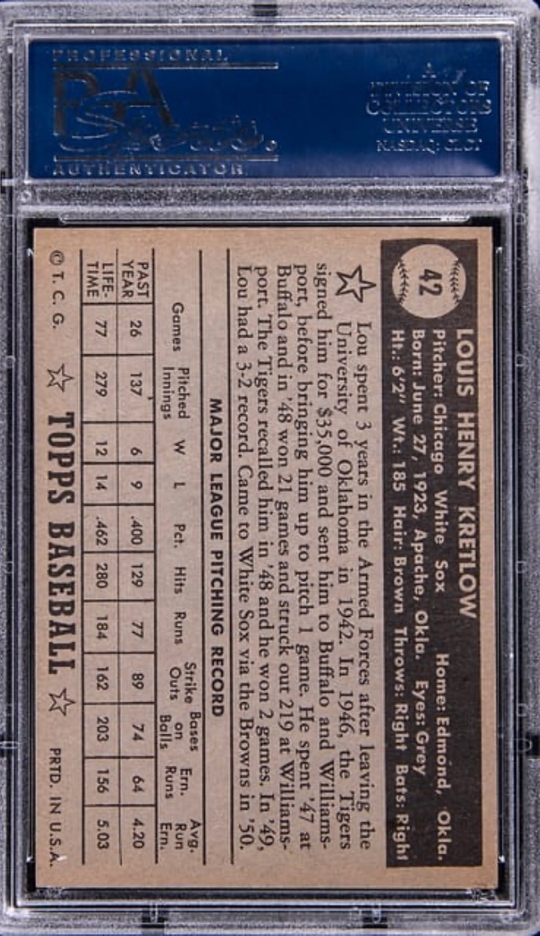 PROFESSIONAL
PSA
AUTHENTICATOR
A
DIVISION OF
COLLECTORS
UNIVERSE
NASDAQ: CLCT
42
LOUIS HENRY KRETLOW
Pitcher: Chicago White Sox Home: Edmond, Okla.
Born: June 27, 1923, Apache, Okla. Eyes: Grey
Ht.: 6'2" Wt.: 185 Hair: Brown Throws: Right Bats: Right
Lou spent 3 years in the Armed Forces after leaving the
University of Oklahoma in 1942. In 1946, the Tigers
signed him for $35,000 and sent him to Buffalo and Williams-
port, before bringing him up to pitch 1 game. He spent '47 at
Buffalo and in '48 won 21 games and struck out 219 at Williams-
port. The Tigers recalled him in '48 and he won 2 games. In '49,
Lou had a 3-2 record. Came to White Sox via the Browns in '50.
MAJOR LEAGUE PITCHING RECORD
Games Pitched Innings W L Pct. Hits Runs Strike Outs Bases on Balls Ern. Runs Avg. Ern. Run
PAST YEAR 26 137 6 9 .400 129 77 89 74 64 4.20
LIFE-TIME 77 279 12 14 .462 280 184 162 203 156 5.03
© T. C. G. TOPPS BASEBALL PRTD. IN U.S.A.